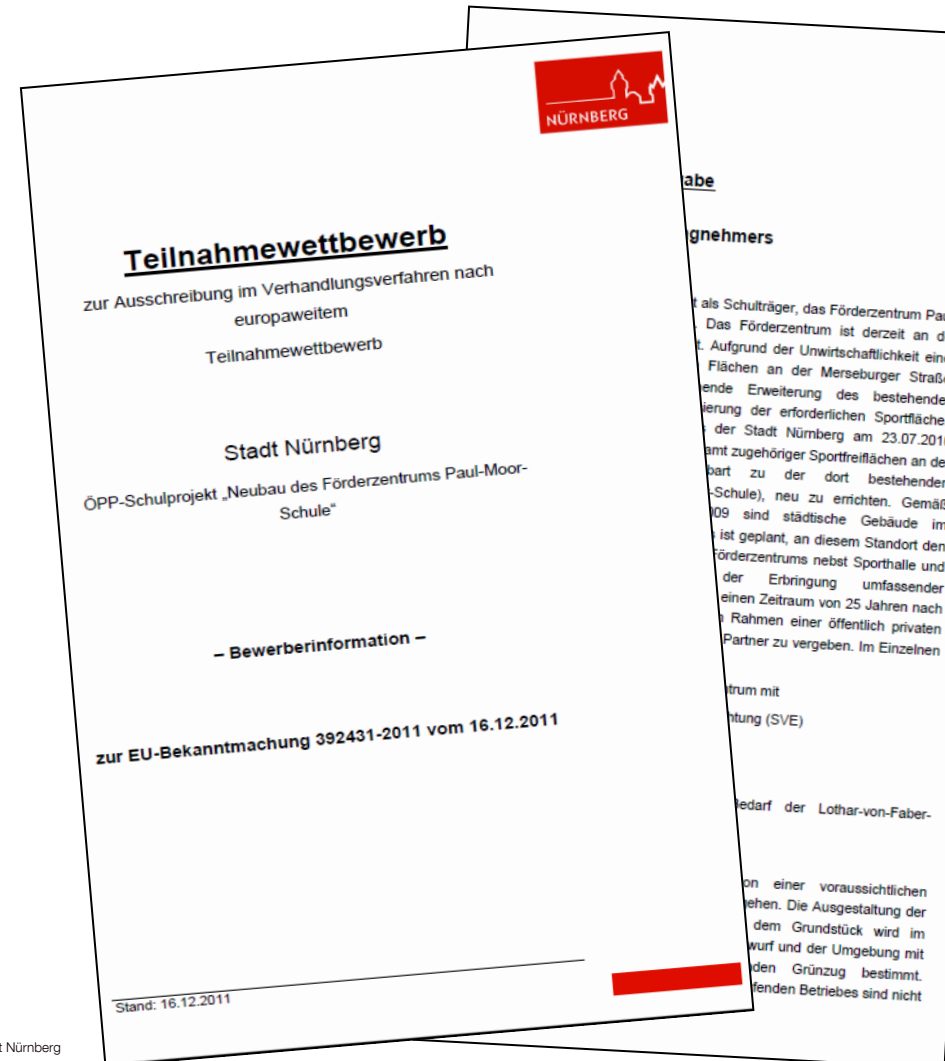 NÜRNBERG
Teilnahmewettbewerb
zur Ausschreibung im Verhandlungsverfahren nach
europaweitem
Teilnahmewettbewerb
Stadt Nürnberg
ÖPP-Schulprojekt „Neubau des Förderzentrums Paul-Moor-
Schule“
– Bewerberinformation –
zur EU-Bekanntmachung 392431-2011 vom 16.12.2011
Stand: 16.12.2011
abe
gnehmers
t als Schulträger, das Förderzentrum Pau
. Das Förderzentrum ist derzeit an d
t. Aufgrund der Unwirtschaftlichkeit eine
Flächen an der Merseburger Straße
ende Erweiterung des bestehende
ierung der erforderlichen Sportfläche
s der Stadt Nürnberg am 23.07.2010
amt zugehöriger Sportfreiflächen an de
bart zu der dort bestehenden
-Schule), neu zu errichten. Gemäß
09 sind städtische Gebäude im
s ist geplant, an diesem Standort den
Förderzentrums nebst Sporthalle und
der Erbringung umfassender
einen Zeitraum von 25 Jahren nach
n Rahmen einer öffentlich privaten
Partner zu vergeben. Im Einzelnen
trum mit
htung (SVE)
Bedarf der Lothar-von-Faber-
on einer voraussichtlichen
ehen. Die Ausgestaltung der
dem Grundstück wird im
wurf und der Umgebung mit
nden Grünzug bestimmt.
fenden Betriebes sind nicht
t Nürnberg